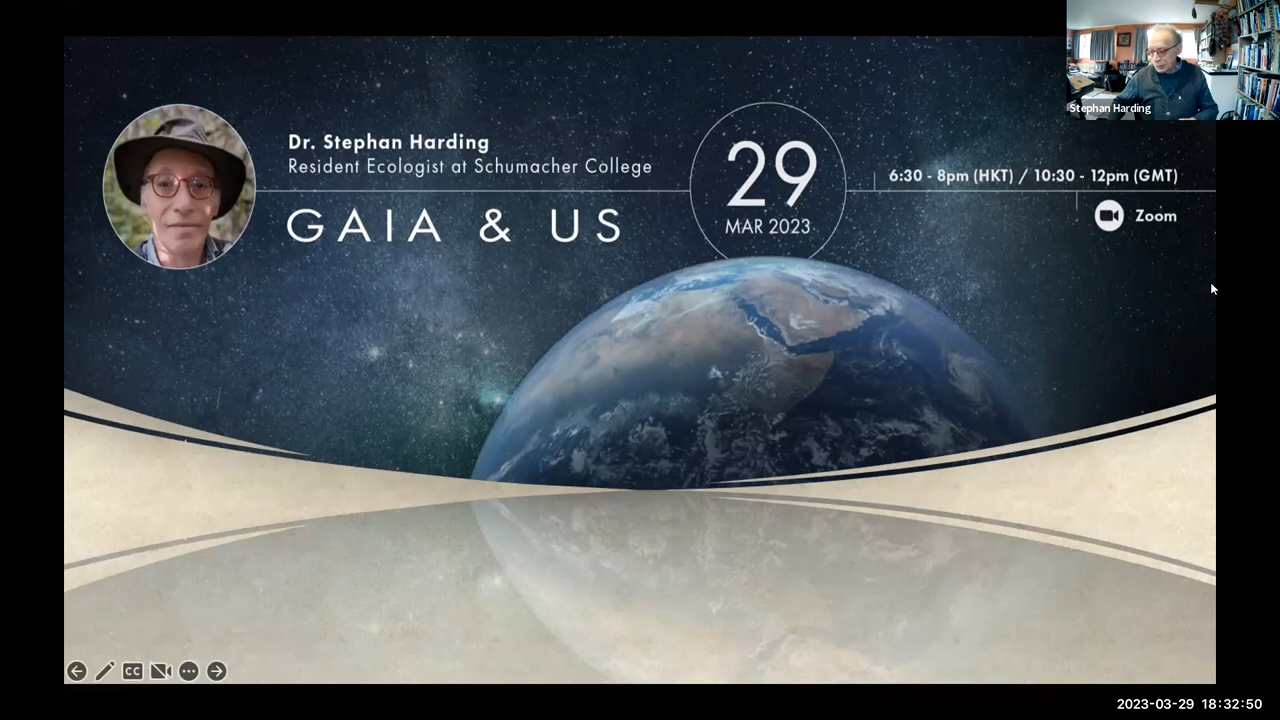 Stephan Harding
Dr. Stephan Harding
Resident Ecologist at Schumacher College
GAIA & US
29
MAR 2023
6:30 - 8pm (HKT) / 10:30 - 12pm (GMT)
Zoom
CC
2023-03-29 18:32:50